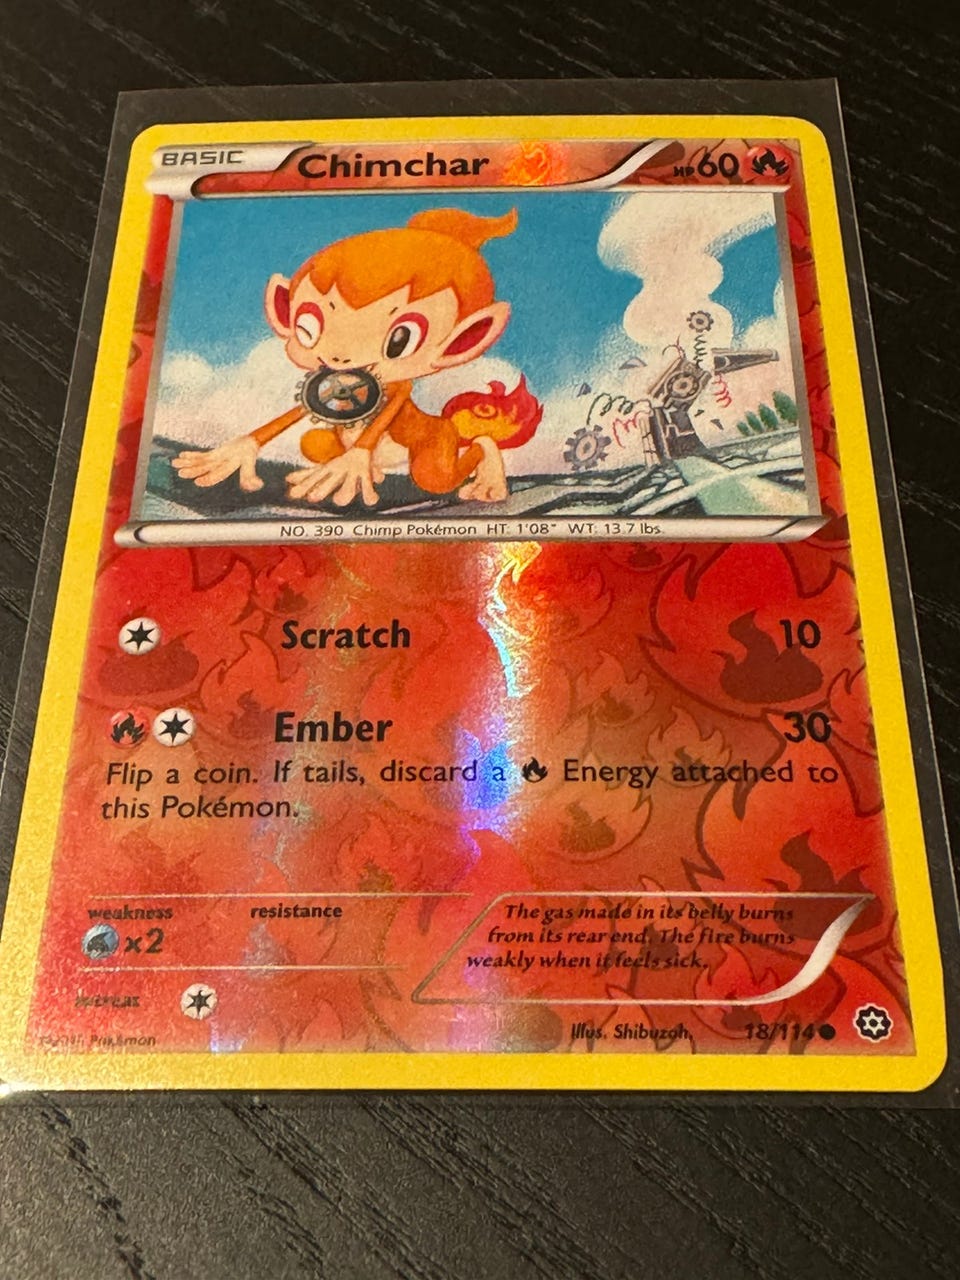 BASIC Chimchar HP60
NO. 390 Chimp Pokémon HT: 1'08" WT: 13.7 lbs.
Scratch 10
Ember 30
Flip a coin. If tails, discard a Energy attached to
this Pokémon.
weakness resistance
×2
The gas made in its belly burns
from its rear end. The fire burns
weakly when it feels sick.
retreat
Illus. Shibuzoh. 18/114
Pokémon